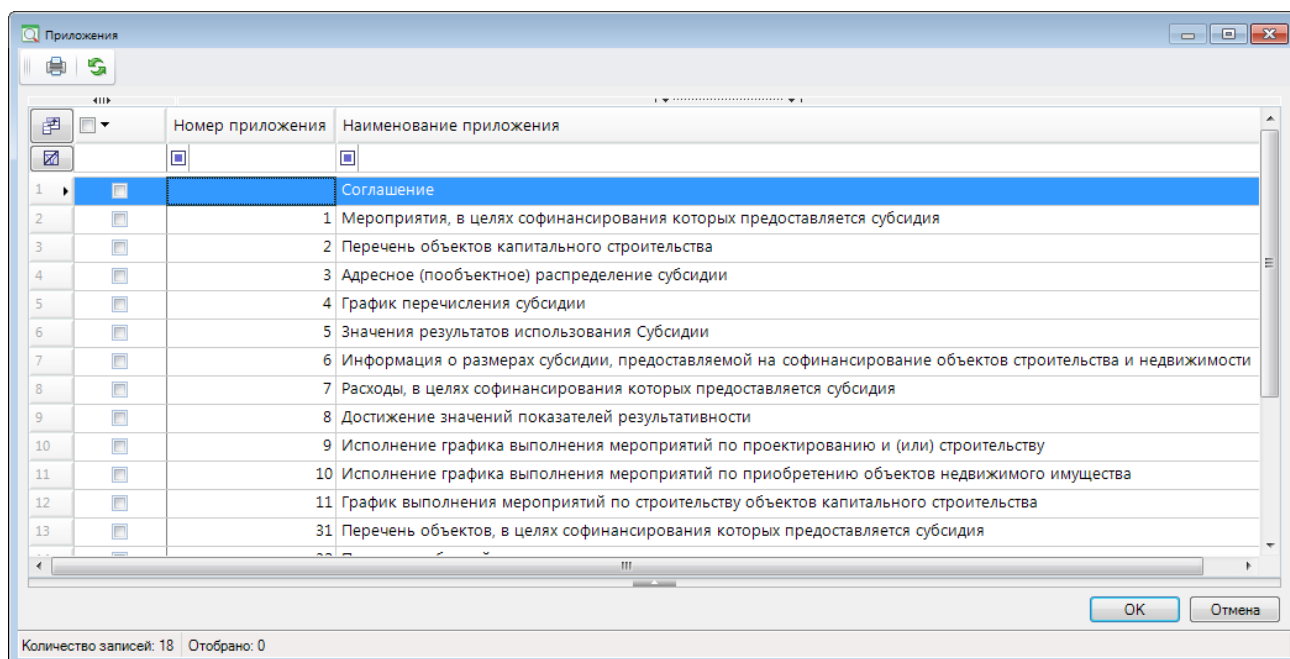 Приложения
Номер приложения Наименование приложения
1 Соглашение
2 1 Мероприятия, в целях софинансирования которых предоставляется субсидия
3 2 Перечень объектов капитального строительства
4 3 Адресное (пообъектное) распределение субсидии
5 4 График перечисления субсидии
6 5 Значения результатов использования Субсидии
7 6 Информация о размерах субсидии, предоставляемой на софинансирование объектов строительства и недвижимости
8 7 Расходы, в целях софинансирования которых предоставляется субсидия
9 8 Достижение значений показателей результативности
10 9 Исполнение графика выполнения мероприятий по проектированию и (или) строительству
11 10 Исполнение графика выполнения мероприятий по приобретению объектов недвижимого имущества
12 11 График выполнения мероприятий по строительству объектов капитального строительства
13 31 Перечень объектов, в целях софинансирования которых предоставляется субсидия
OK Отмена
Количество записей: 18 Отобрано: 0